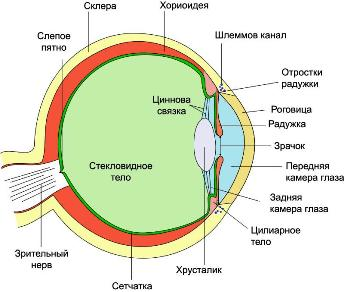 Склера
Хориоидея
Слепое
пятно
Шлеммов канал
Отростки
радужки
Циннова
связка
Роговица
Радужка
Зрачок
Стекловидное
тело
Передняя
камера глаза
Задняя
камера глаза
Цилиарное
тело
Зрительный
нерв
Хрусталик
Сетчатка